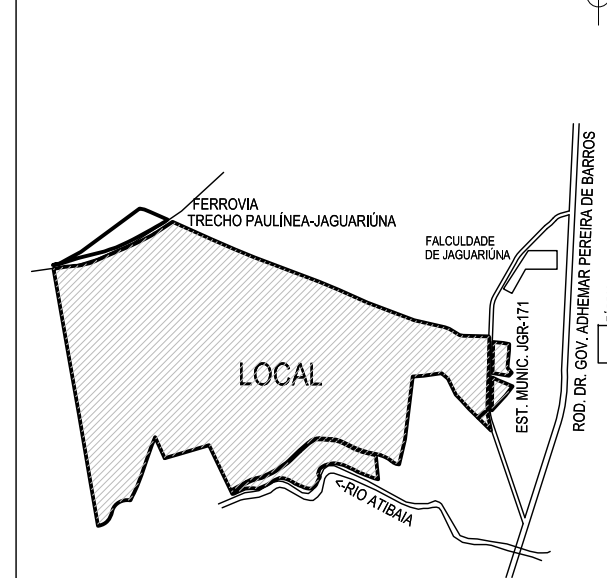 FERROVIA
TRECHO PAULÍNEA-JAGUARIÚNA
FALCULDADE
DE JAGUARIÚNA
LOCAL
EST. MUNIC. JGR-171
ROD. DR. GOV. ADHEMAR PEREIRA DE BARROS
<-RIO ATIBAIA